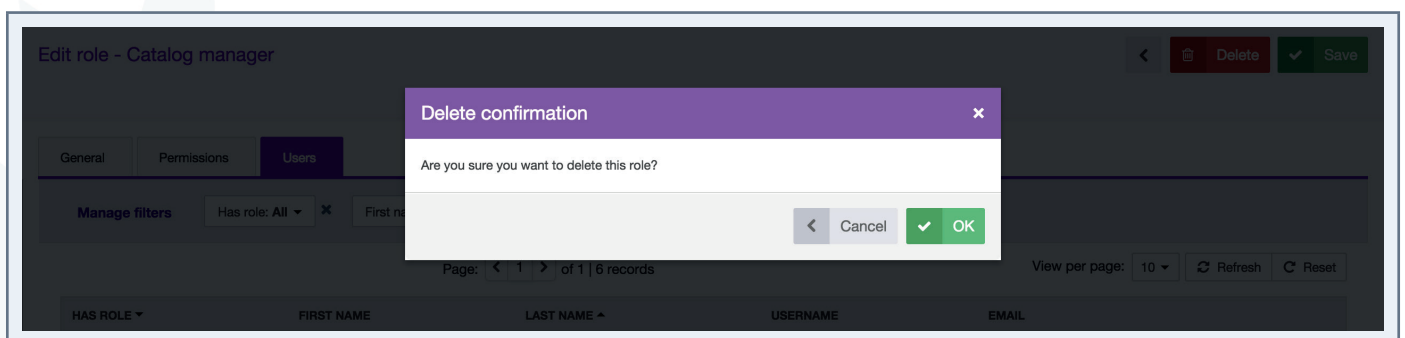 Edit role - Catalog manager
Delete Save
Delete confirmation ×
General Permissions Users
Are you sure you want to delete this role?
Manage filters Has role: All First na
Cancel OK
Page: 1 of 1 | 6 records View per page: 10 Refresh Reset
HAS ROLE FIRST NAME LAST NAME USERNAME EMAIL